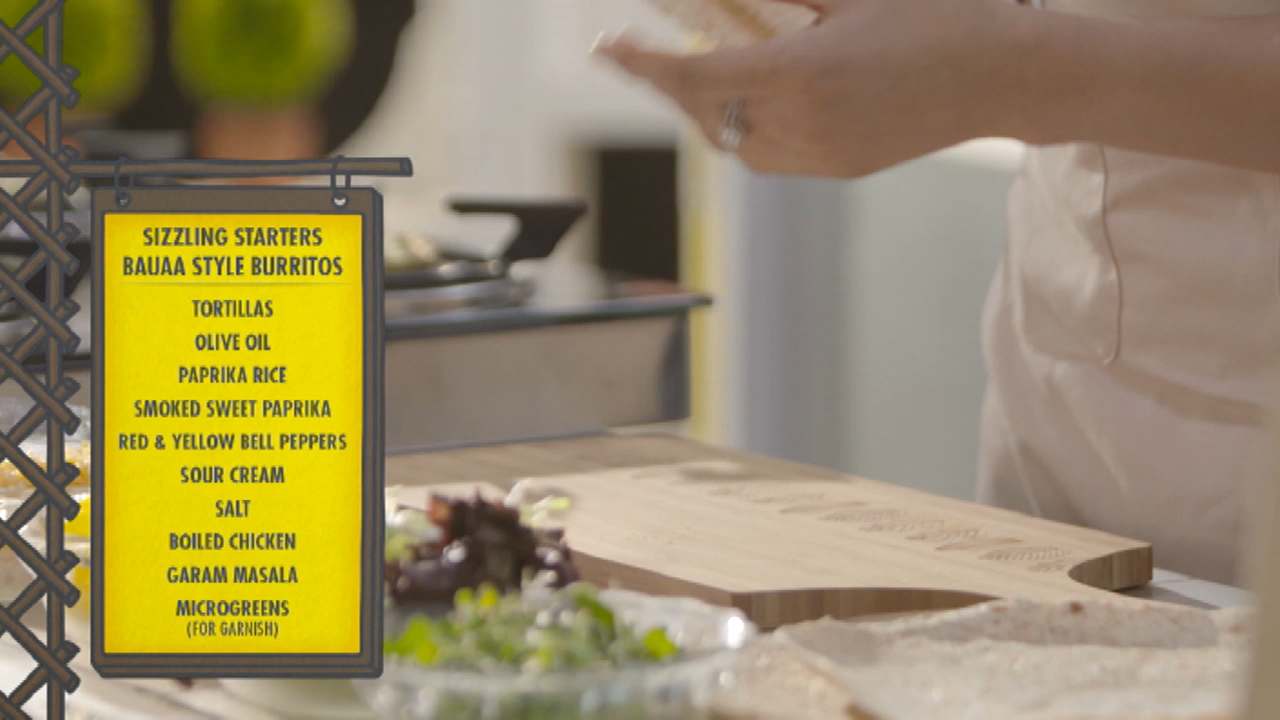 SIZZLING STARTERS
BAUAA STYLE BURRITOS
TORTILLAS
OLIVE OIL
PAPRIKA RICE
SMOKED SWEET PAPRIKA
RED & YELLOW BELL PEPPERS
SOUR CREAM
SALT
BOILED CHICKEN
GARAM MASALA
MICROGREENS
(FOR GARNISH)